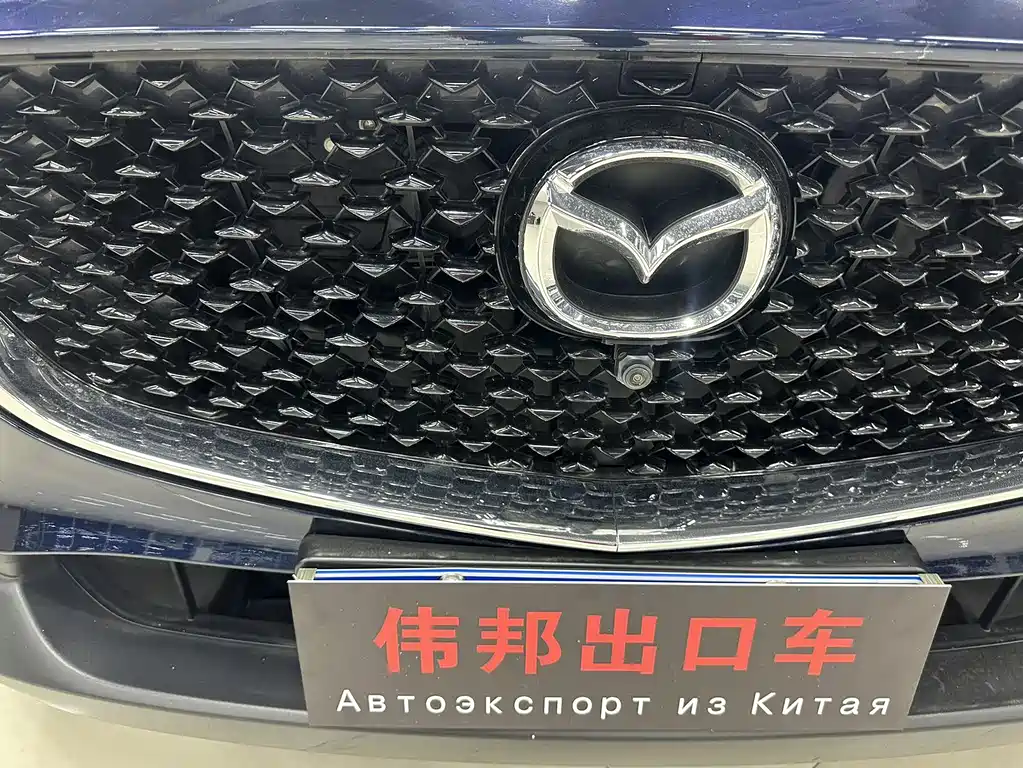 伟邦出口车
Автоэкспорт из Китая